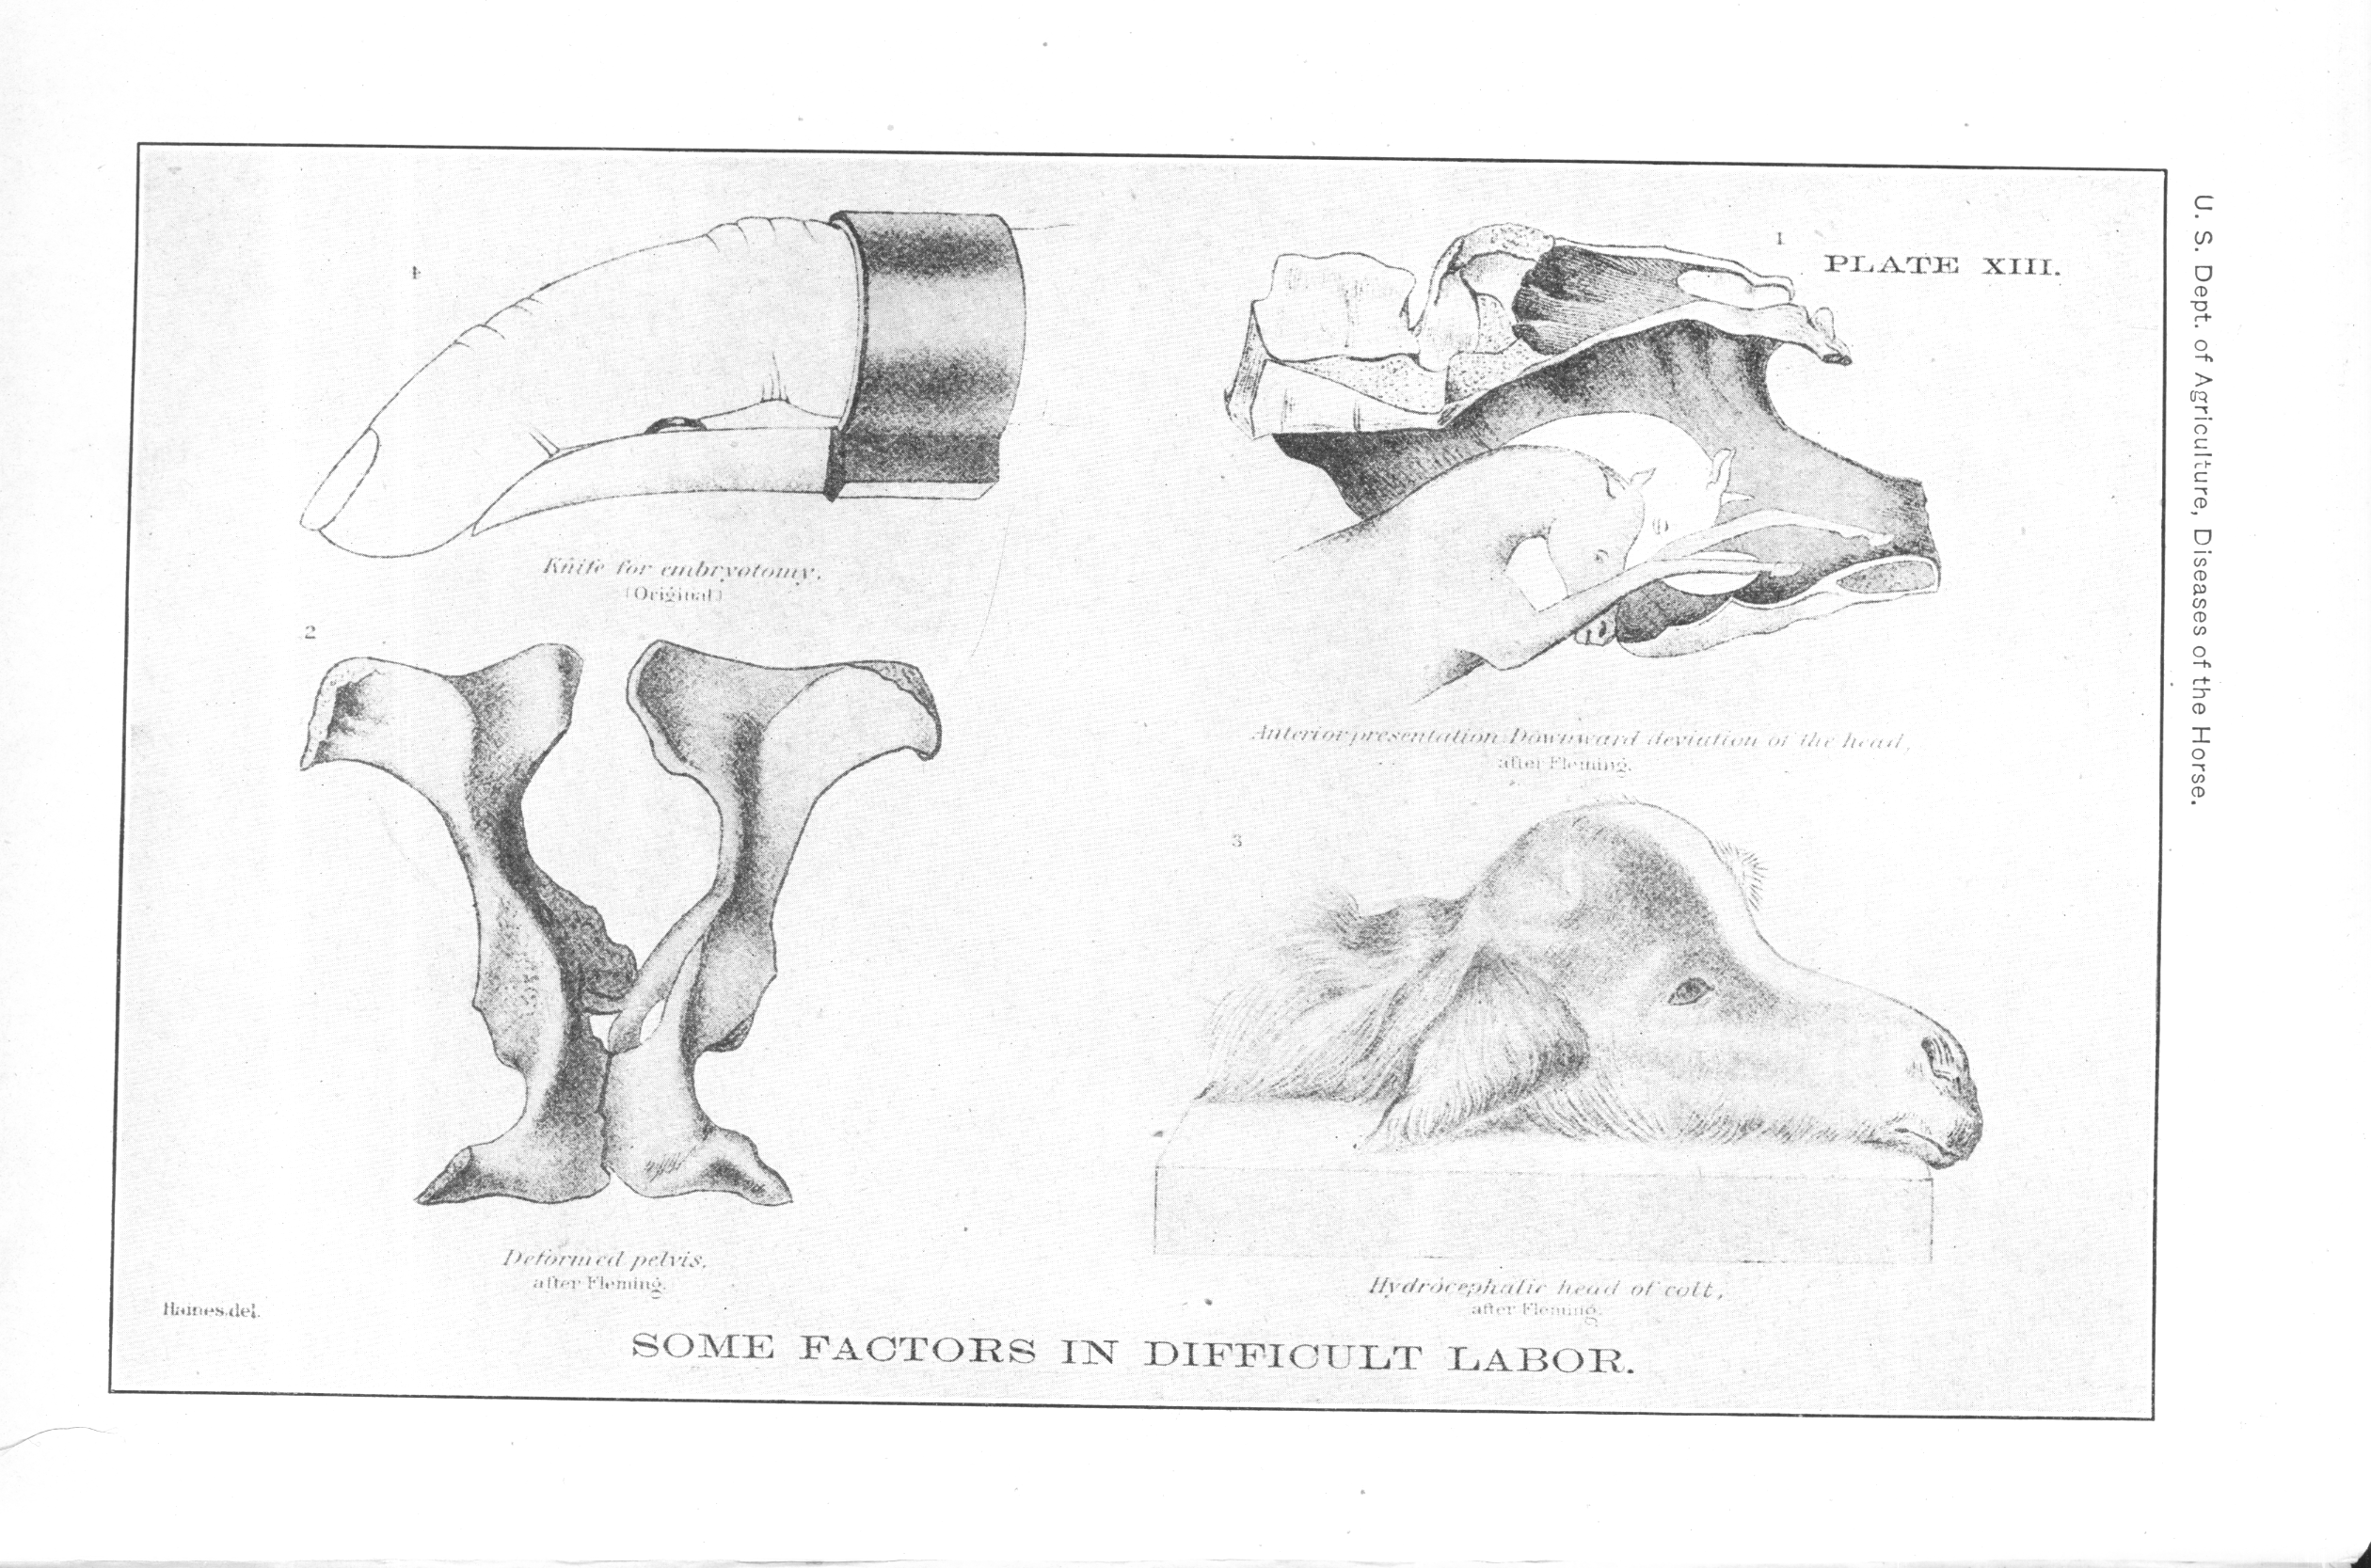 U. S. Dept. of Agriculture, Diseases of the Horse.
PLATE XIII.
1
Anterior presentation. Downward deviation of the head,
after Fleming.
2
Deformed pelvis,
after Fleming.
3
Hydrocephalic head of colt,
after Fleming.
4
Knife for embryotomy.
(Original)
Haines, del.
SOME FACTORS IN DIFFICULT LABOR.